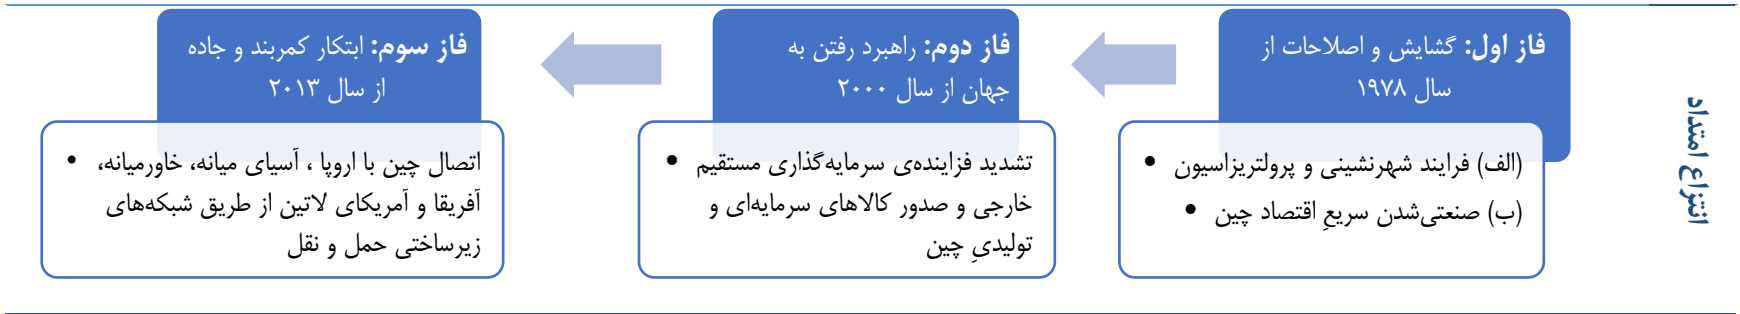 انتزاع امتداد
فاز اول: گشایش و اصلاحات از
سال ۱۹۷۸
(الف) فرایند شهرنشینی و پرولتریزاسیون •
(ب) صنعتی‌شدن سریعِ اقتصاد چین •
فاز دوم: راهبرد رفتن به
جهان از سال ۲۰۰۰
تشدید فزاینده‌ی سرمایه‌گذاری مستقیم •
خارجی و صدور کالاهای سرمایه‌ای و
تولیدیِ چین
فاز سوم: ابتکار کمربند و جاده
از سال ۲۰۱۳
اتصال چین با اروپا ، آسیای میانه، خاورمیانه، •
آفریقا و آمریکای لاتین از طریق شبکه‌های
زیرساختی حمل و نقل